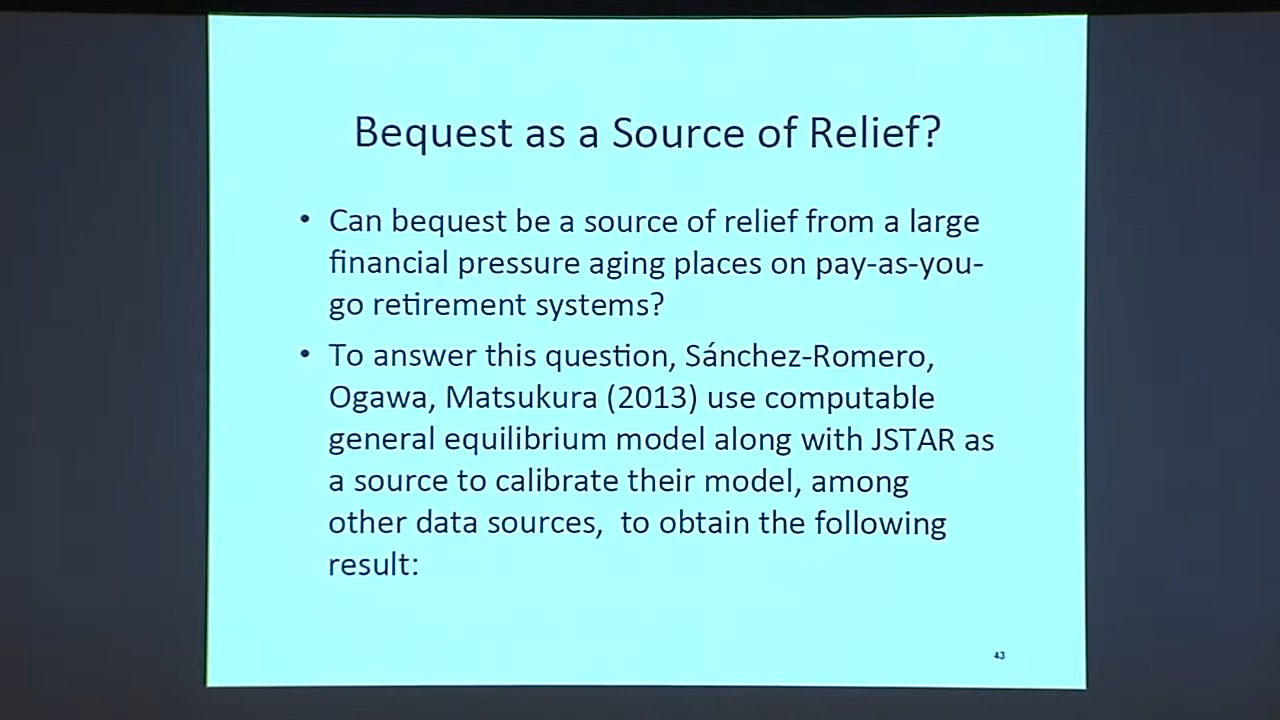 Bequest as a Source of Relief?
• Can bequest be a source of relief from a large
financial pressure aging places on pay-as-you-
go retirement systems?
• To answer this question, Sánchez-Romero,
Ogawa, Matsukura (2013) use computable
general equilibrium model along with JSTAR as
a source to calibrate their model, among
other data sources,  to obtain the following
result:
43